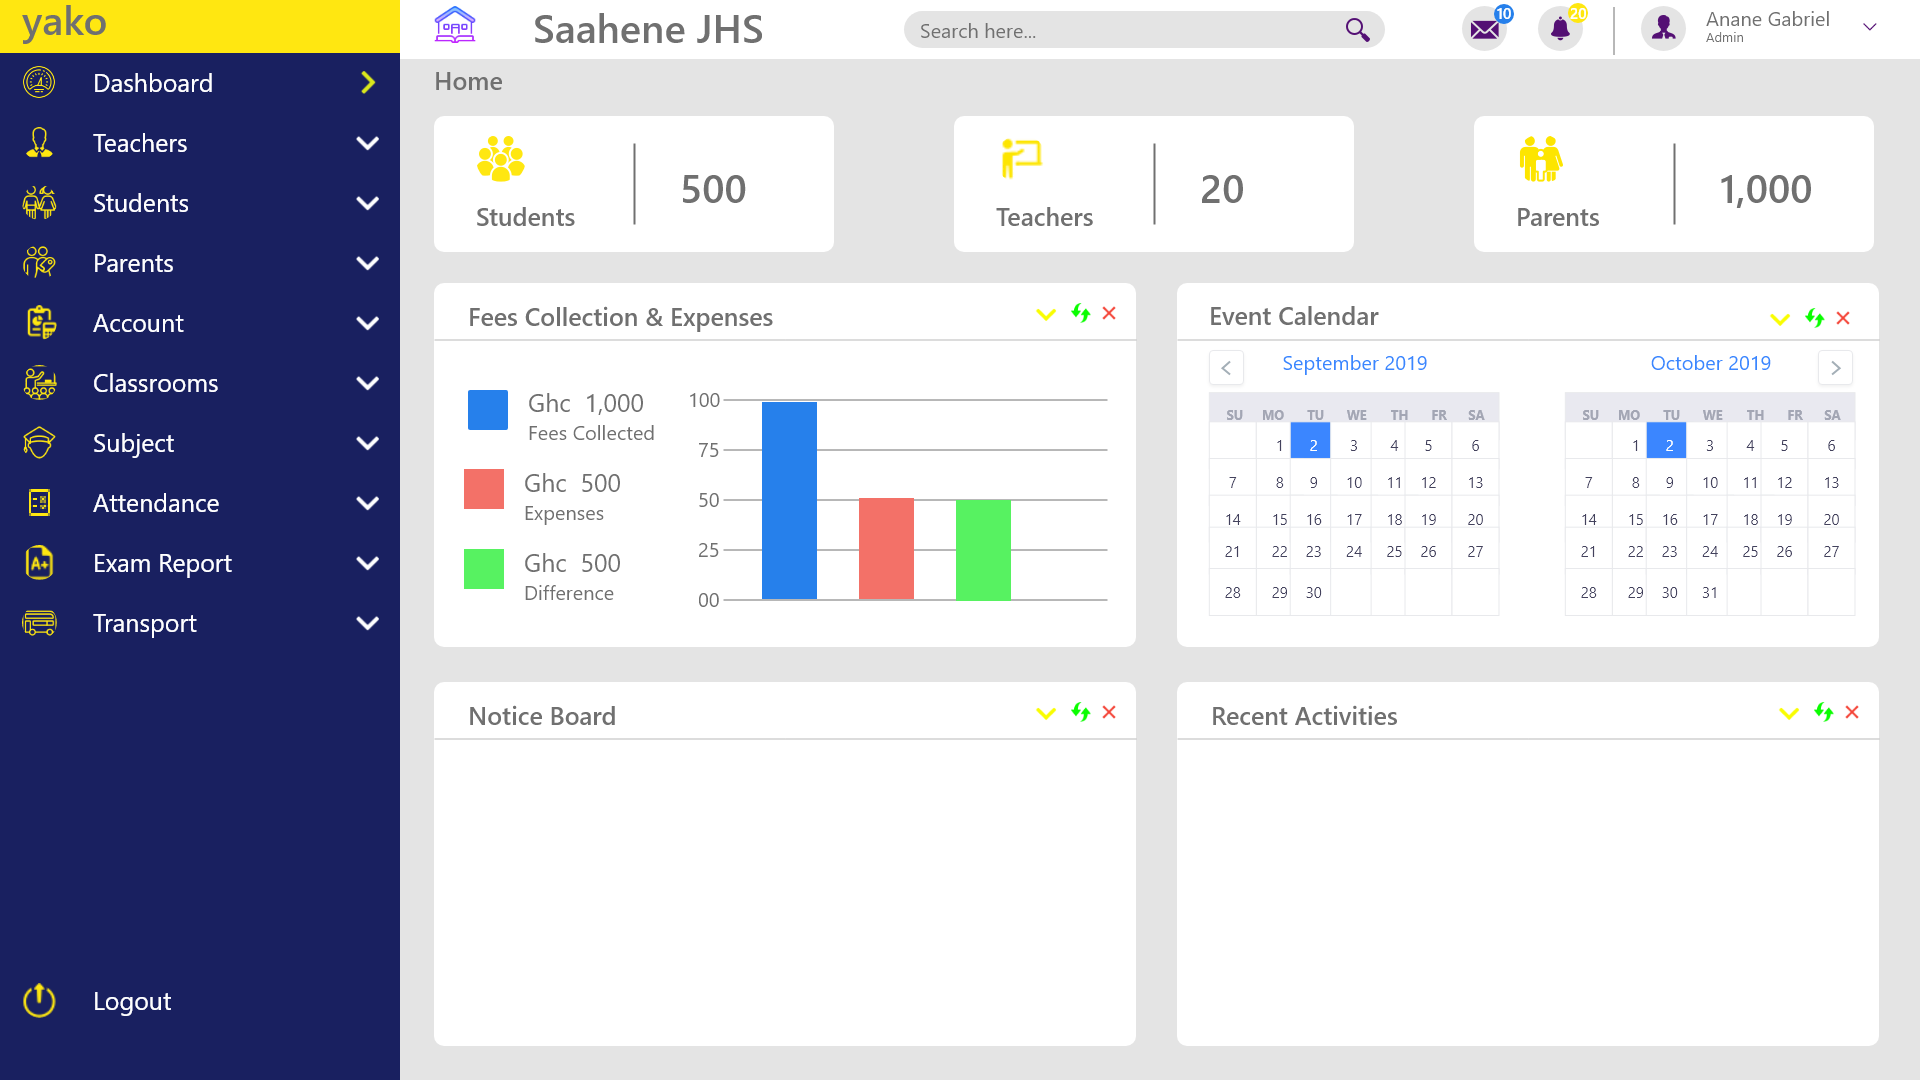 yako
Dashboard
Teachers
Students
Parents
Account
Classrooms
Subject
Attendance
Exam Report
Transport
Logout
Saahene JHS
Search here...
10
20
Anane Gabriel
Admin
Home
Students
500
Teachers
20
Parents
1,000
Fees Collection & Expenses
Ghc 1,000
Fees Collected
Ghc 500
Expenses
Ghc 500
Difference
100
75
50
25
00
Event Calendar
September 2019
SU MO TU WE TH FR SA
1 2 3 4 5 6
7 8 9 10 11 12 13
14 15 16 17 18 19 20
21 22 23 24 25 26 27
28 29 30
October 2019
SU MO TU WE TH FR SA
1 2 3 4 5 6
7 8 9 10 11 12 13
14 15 16 17 18 19 20
21 22 23 24 25 26 27
28 29 30 31
Notice Board
Recent Activities
A+